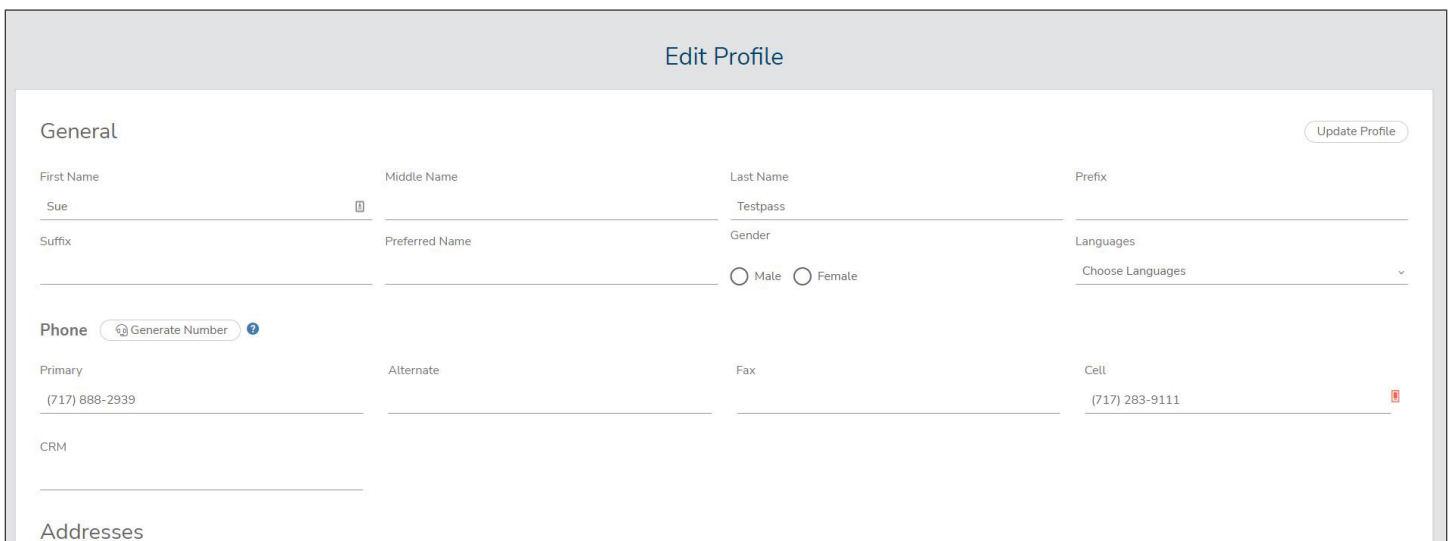 Edit Profile
General
Update Profile
First Name
Middle Name
Last Name
Prefix
Sue
Testpass
Suffix
Preferred Name
Gender
Languages
Male
Female
Choose Languages
Phone
Generate Number
?
Primary
Alternate
Fax
Cell
(717) 888-2939
(717) 283-9111
CRM
Addresses